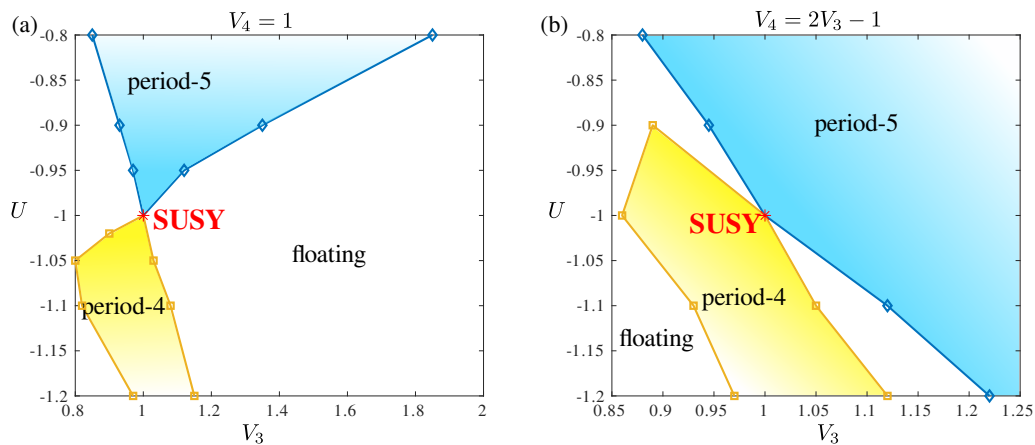 (a)
V₄ = 1
-0.8
-0.85
-0.9
-0.95
-1
-1.05
-1.1
-1.15
-1.2
U
period-5
SUSY
floating
period-4
0.8 1 1.2 1.4 1.6 1.8 2
V₃
(b)
V₄ = 2V₃ − 1
-0.8
-0.85
-0.9
-0.95
-1
-1.05
-1.1
-1.15
-1.2
U
period-5
SUSY
period-4
floating
0.85 0.9 0.95 1 1.05 1.1 1.15 1.2 1.25
V₃